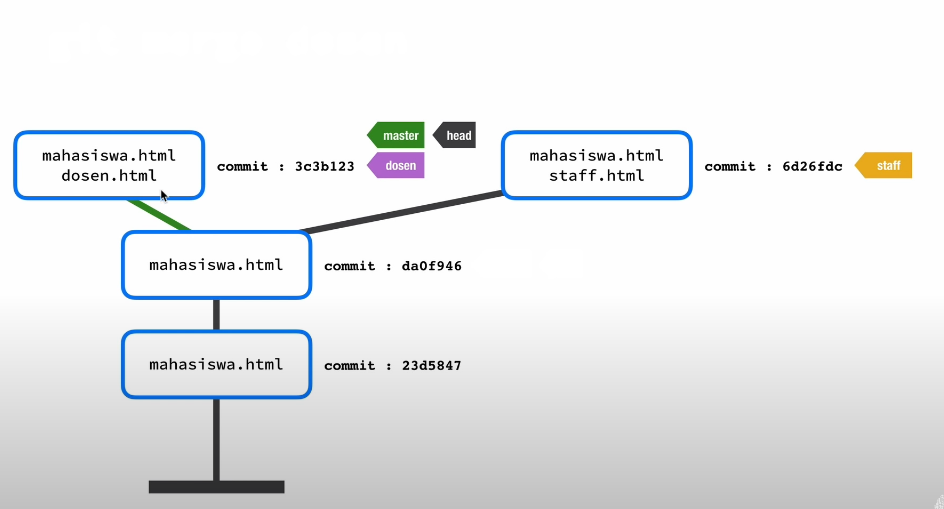 master
head
mahasiswa.html
dosen.html
commit : 3c3b123
dosen
mahasiswa.html
staff.html
commit : 6d26fdc
staff
mahasiswa.html
commit : da0f946
mahasiswa.html
commit : 23d5847